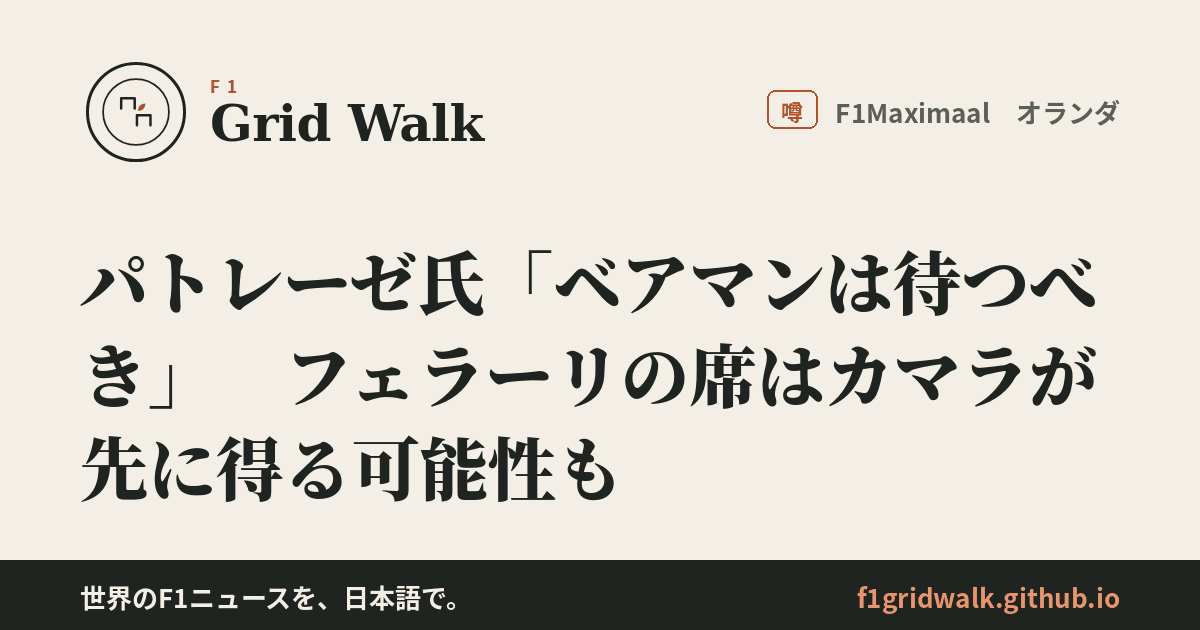 F1
Grid Walk
噂 F1Maximaal　オランダ
パトレーゼ氏「ベアマンは待つべ
き」　フェラーリの席はカマラが
先に得る可能性も
世界のF1ニュースを、日本語で。
f1gridwalk.github.io